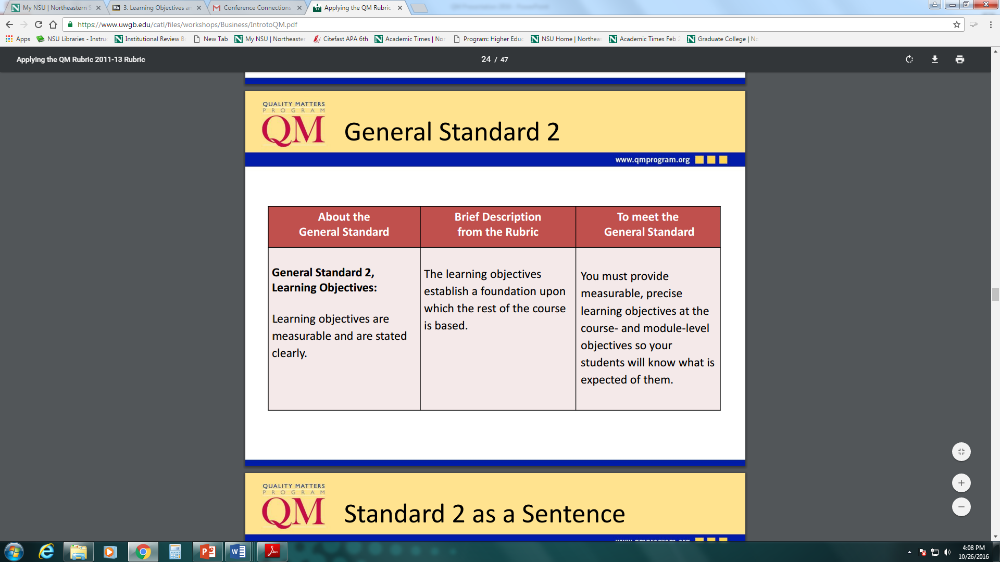 My NSU | Northeastern S
3. Learning Objectives an
Conference Connections
Applying the QM Rubric
https://www.uwgb.edu/catl/files/workshops/Business/IntrotoQM.pdf
Apps NSU Libraries - Instruc Institutional Review B New Tab My NSU | Northeaste Citefast APA 6th Academic Times | No Program: Higher Educ NSU Home | Northeas Academic Times Feb 2 Graduate College | No
Applying the QM Rubric 2011-13 Rubric
24 / 47
QUALITY MATTERS
PROGRAM
QM
General Standard 2
www.qmprogram.org
About the
General Standard
Brief Description
from the Rubric
To meet the
General Standard
General Standard 2,
Learning Objectives:
Learning objectives are
measurable and are stated
clearly.
The learning objectives
establish a foundation upon
which the rest of the course
is based.
You must provide
measurable, precise
learning objectives at the
course- and module-level
objectives so your
students will know what is
expected of them.
QUALITY MATTERS
PROGRAM
QM
Standard 2 as a Sentence
www.qmprogram.org
4:08 PM
10/26/2016